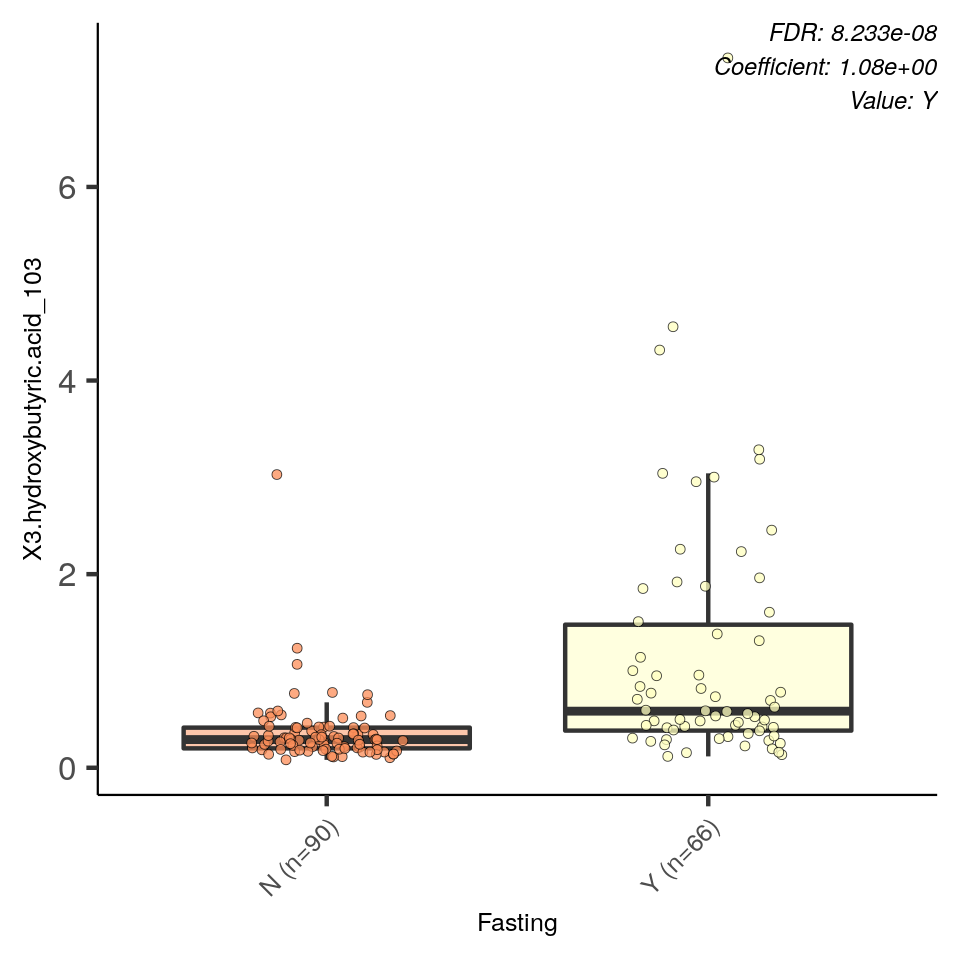 FDR: 8.233e-08
Coefficient: 1.08e+00
Value: Y
X3.hydroxybutyric.acid_103
6
4
2
0
N (n=90)
Y (n=66)
Fasting